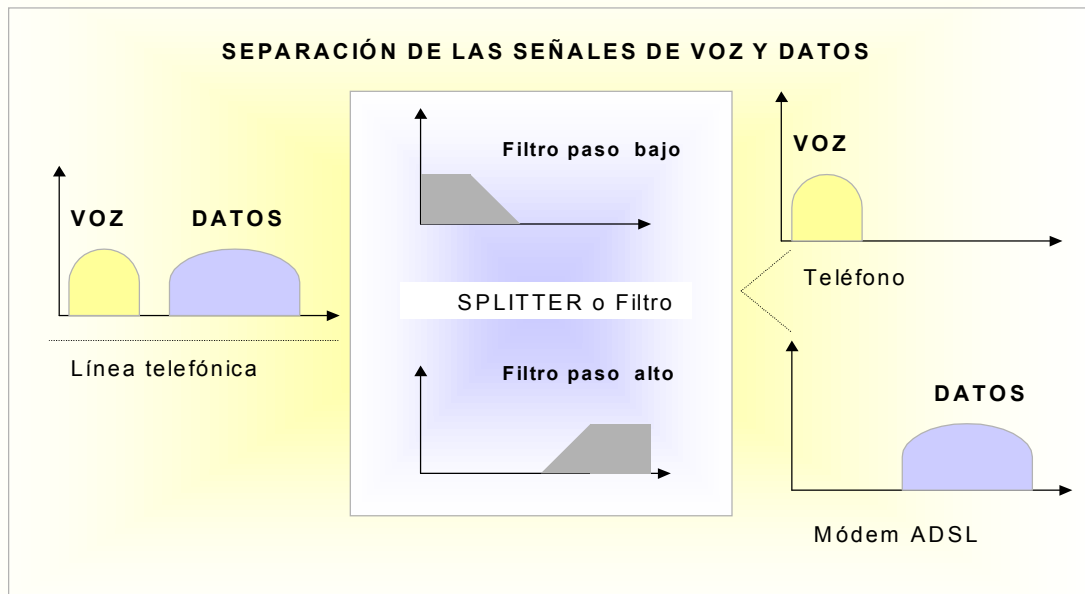 SEPARACIÓN DE LAS SEÑALES DE VOZ Y DATOS
VOZ
DATOS
Línea telefónica
Filtro paso bajo
SPLITTER o Filtro
Filtro paso alto
VOZ
Teléfono
DATOS
Módem ADSL